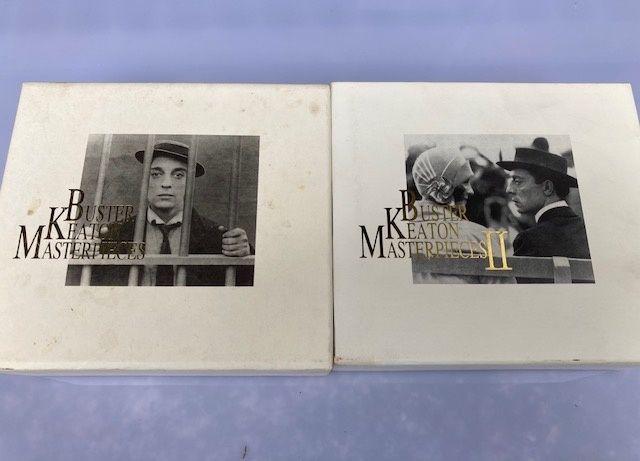 BUSTER
KEATON
MASTERPIECES
BUSTER
KEATON
MASTERPIECES II